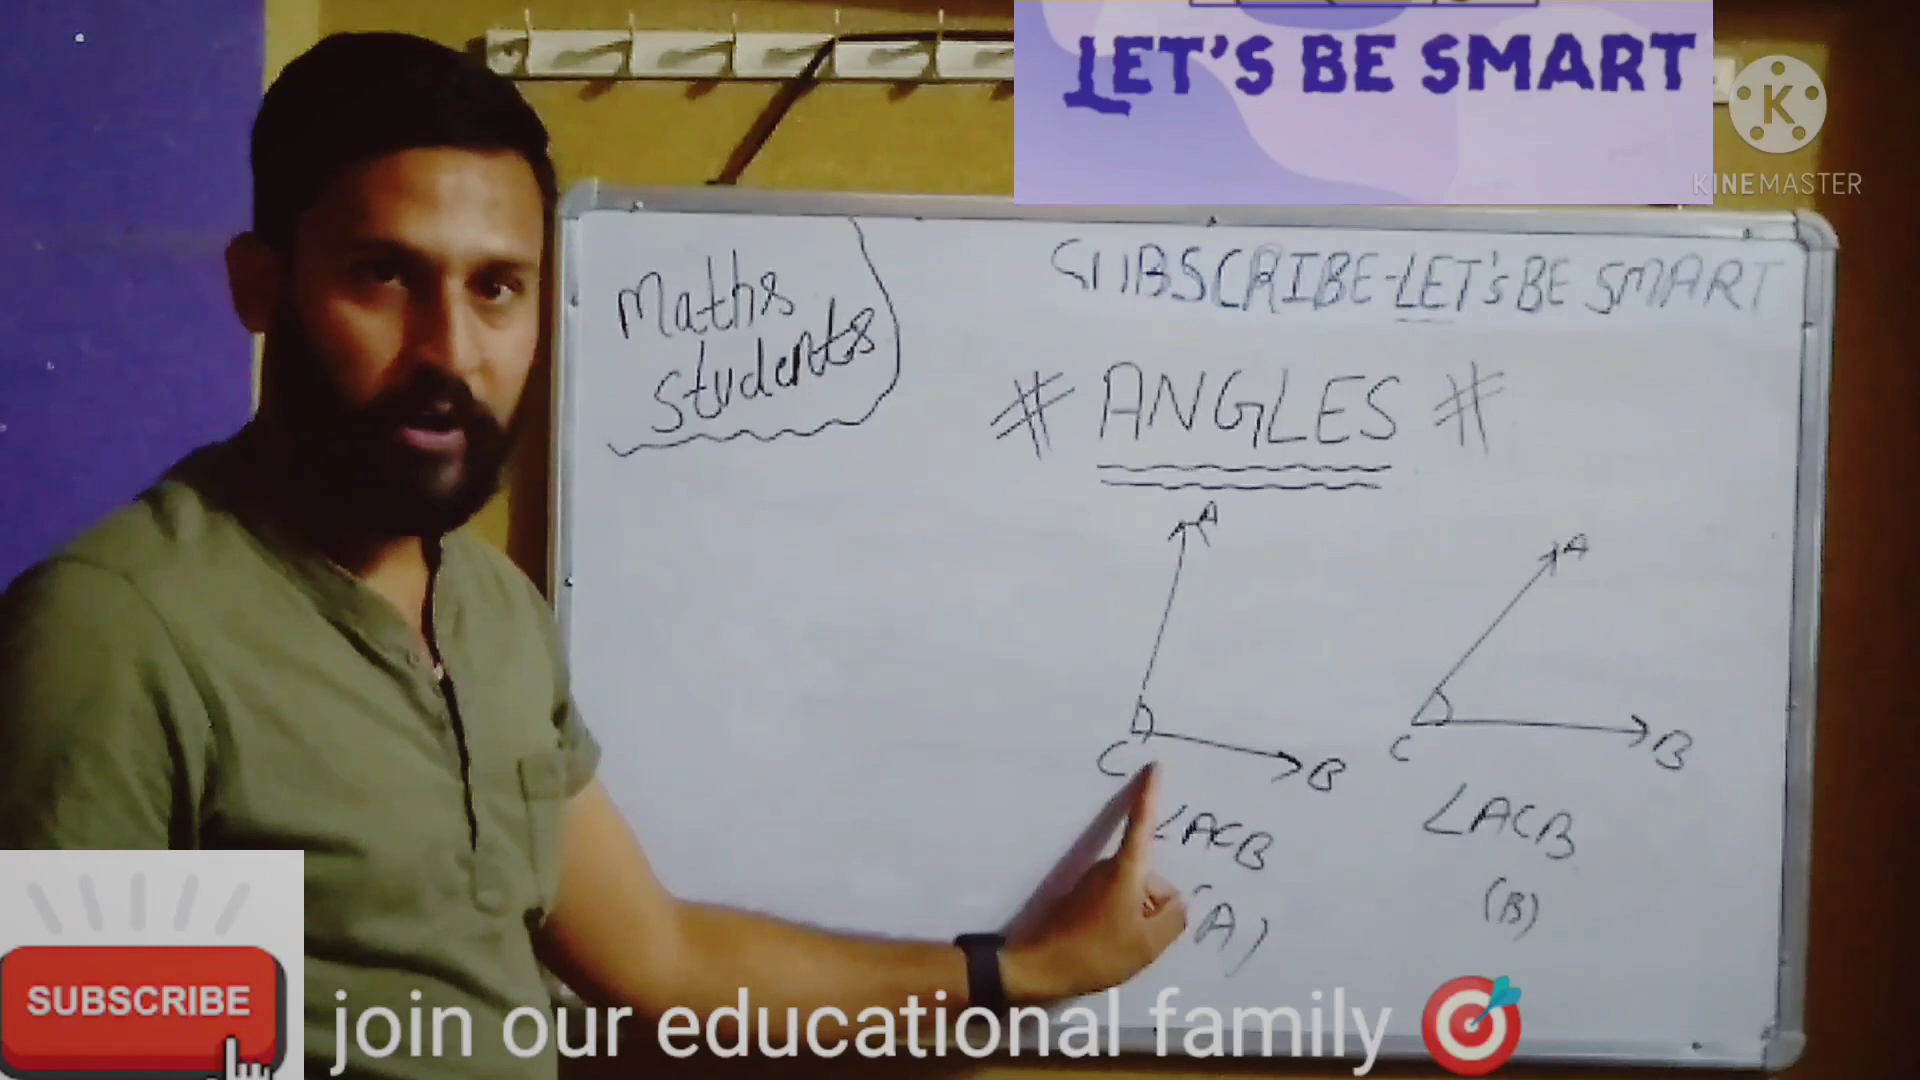 LET'S BE SMART
K
KINEMASTER
Maths
students
SUBSCRIBE-LET's BE SMART
# ANGLES #
A
C
B
∠ACB
(A)
A
C
B
∠ACB
(B)
SUBSCRIBE
join our educational family